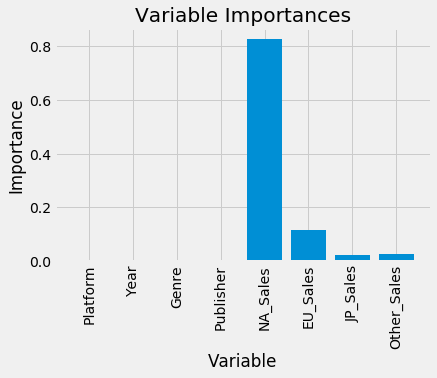 Variable Importances
Importance
0.8
0.6
0.4
0.2
0.0
Platform
Year
Genre
Publisher
NA_Sales
EU_Sales
JP_Sales
Other_Sales
Variable